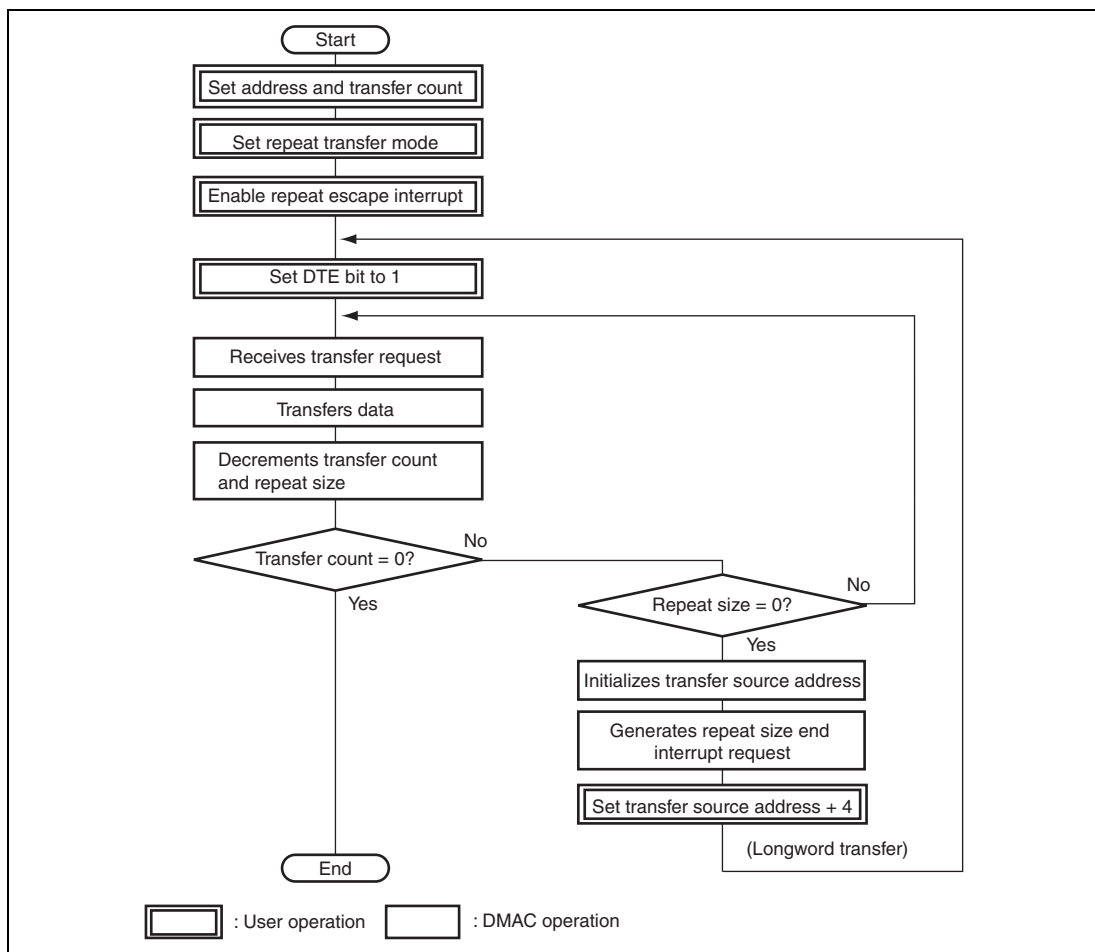 Start
Set address and transfer count
Set repeat transfer mode
Enable repeat escape interrupt
Set DTE bit to 1
Receives transfer request
Transfers data
Decrements transfer count
and repeat size
Transfer count = 0?
No
Yes
Repeat size = 0?
No
Yes
Initializes transfer source address
Generates repeat size end
interrupt request
Set transfer source address + 4
(Longword transfer)
End
: User operation
: DMAC operation